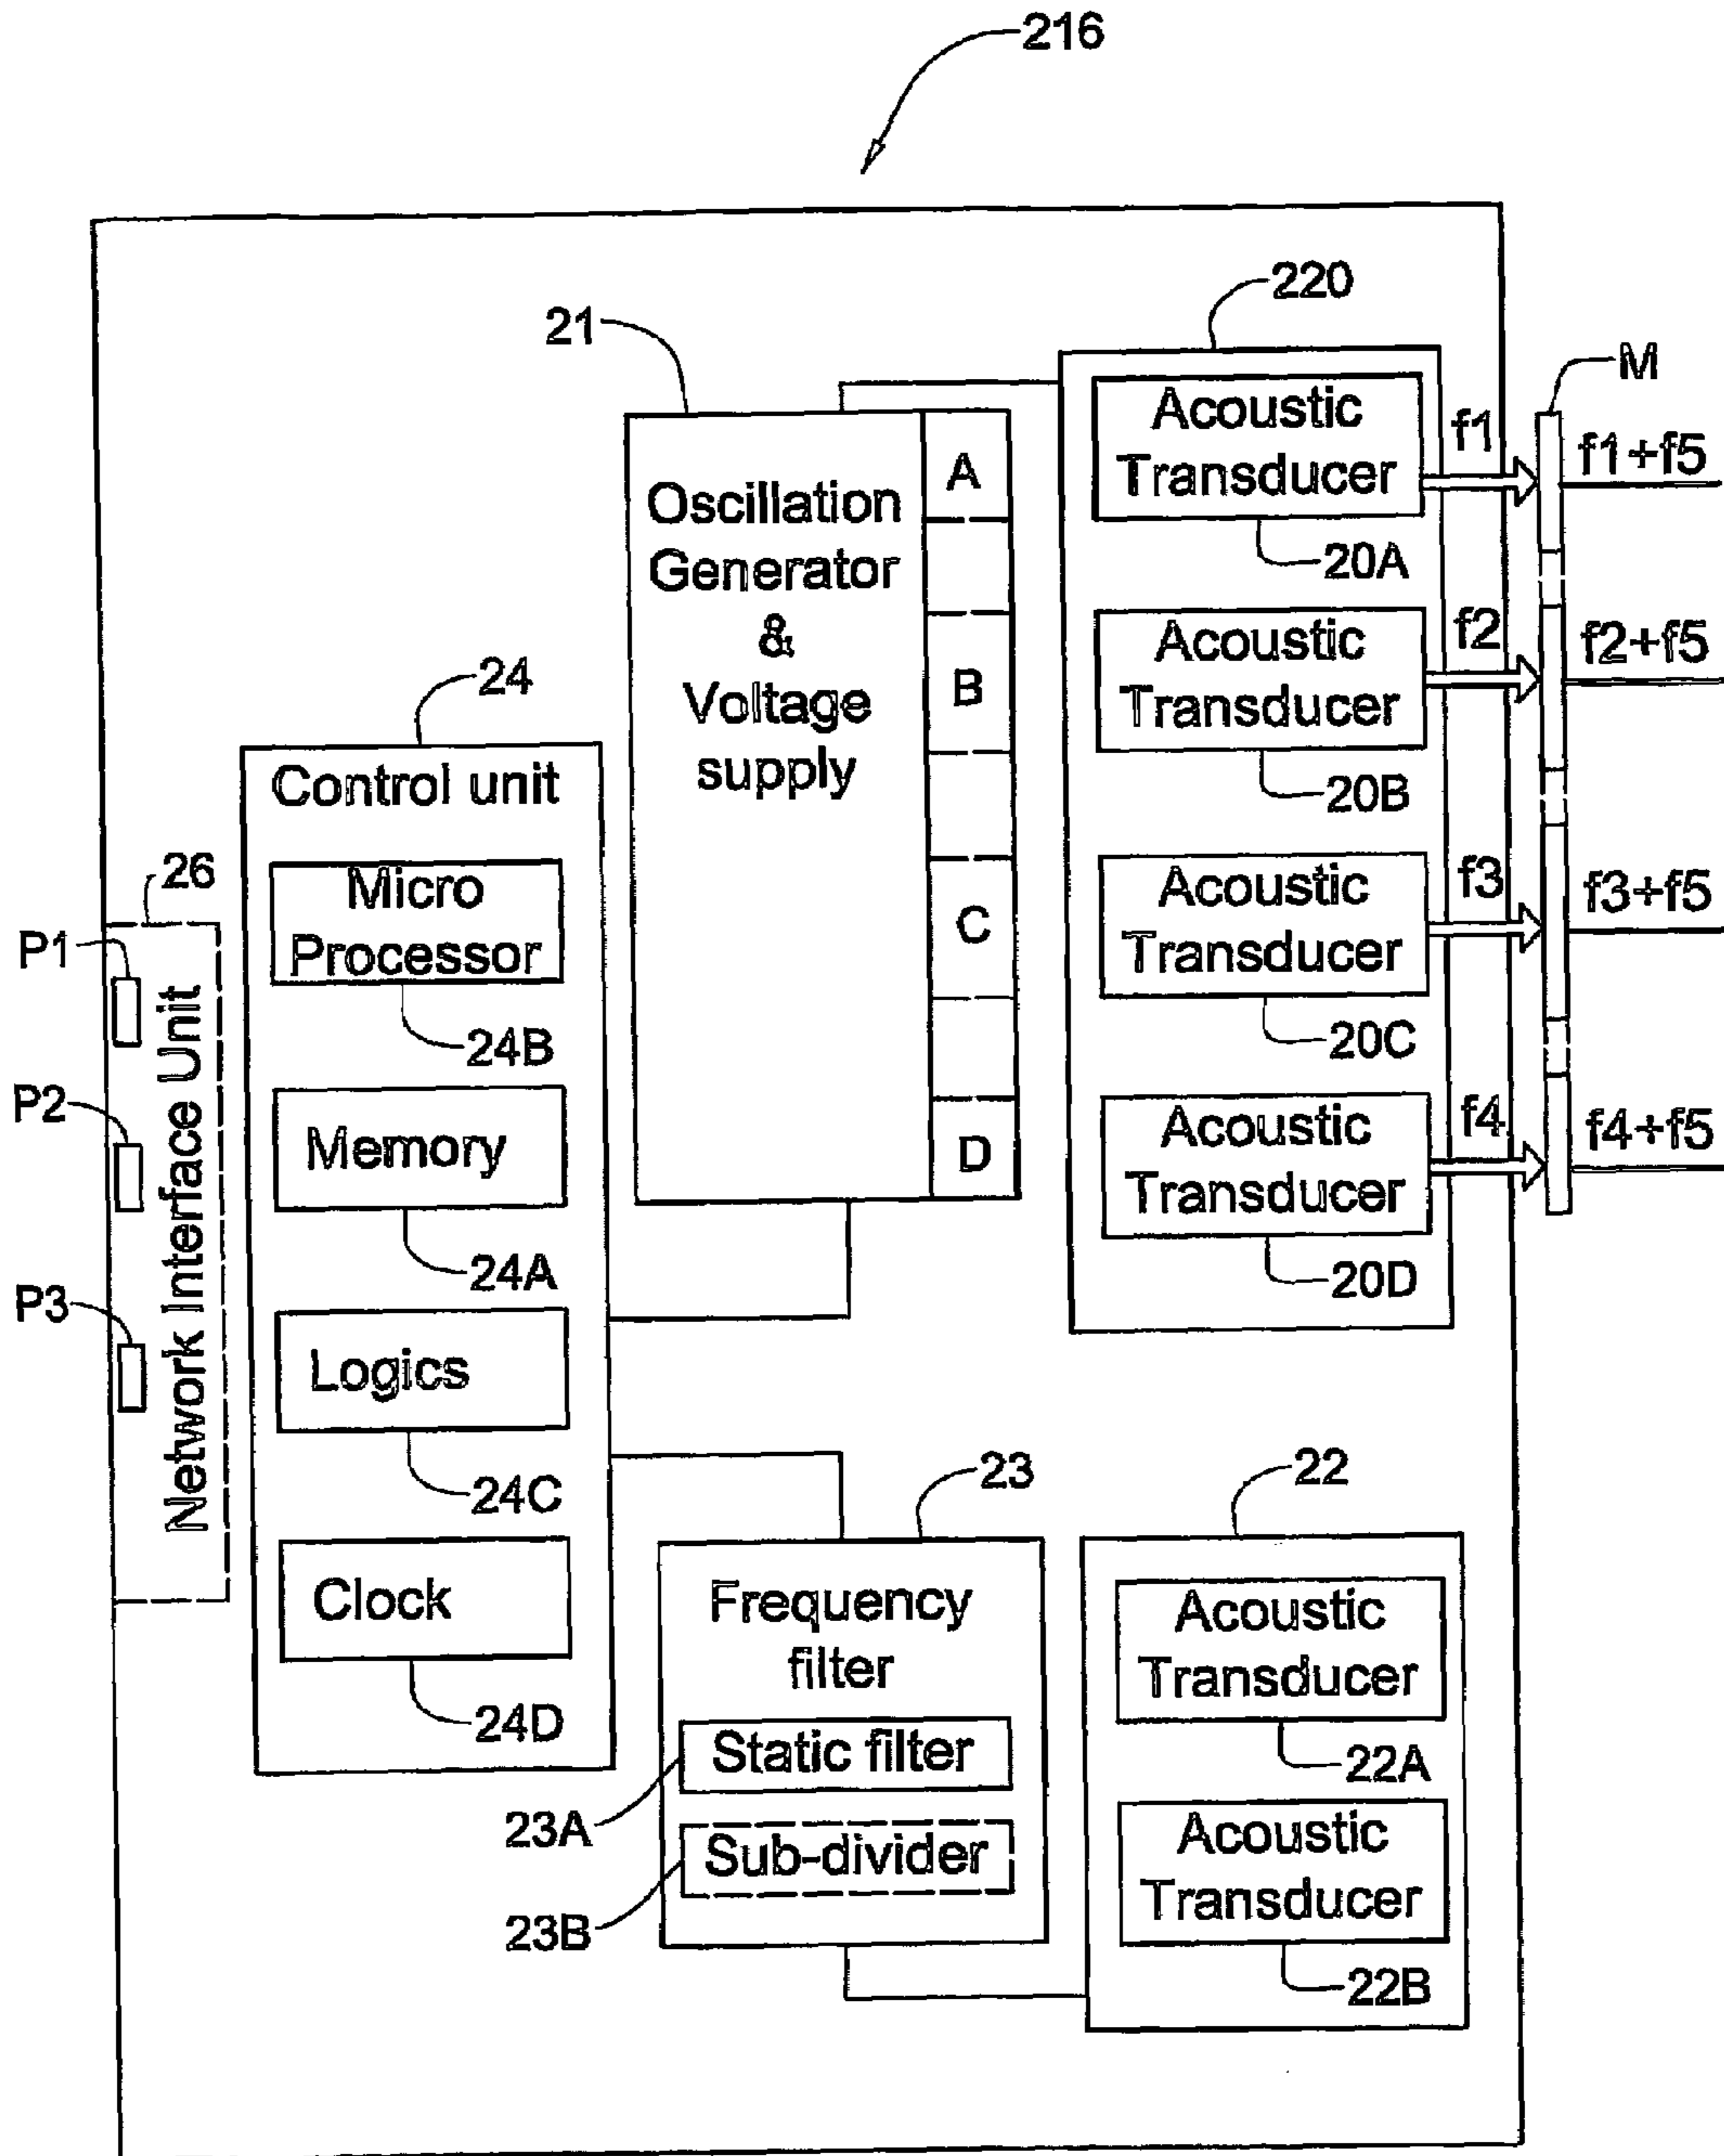 216
220
21
M
Acoustic
Transducer
f1
f1+f5
A
20A
Oscillation
Generator
&
Voltage
supply
B
Acoustic
Transducer
f2
f2+f5
20B
24
Control unit
C
Acoustic
Transducer
f3
f3+f5
20C
26
Micro
Processor
24B
P1
P2
P3
Network Interface Unit
D
Acoustic
Transducer
f4
f4+f5
20D
Memory
24A
Logics
24C
Clock
24D
23
Frequency
filter
Static filter
23A
Sub-divider
23B
22
Acoustic
Transducer
22A
Acoustic
Transducer
22B